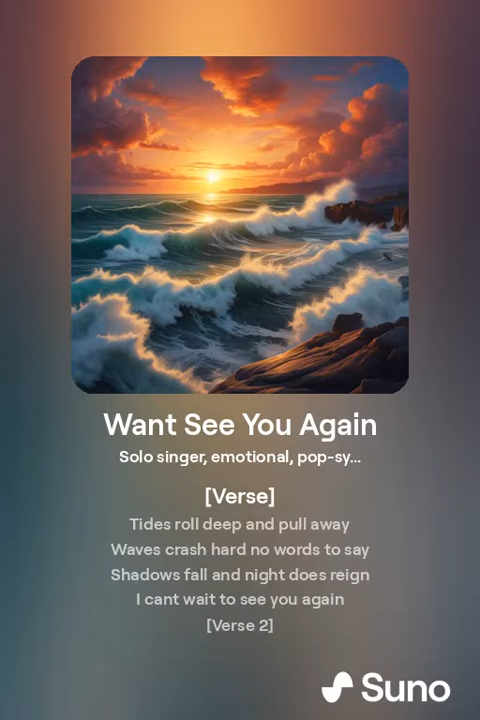 Want See You Again
Solo singer, emotional, pop-sy...
[Verse]
Tides roll deep and pull away
Waves crash hard no words to say
Shadows fall and night does reign
I cant wait to see you again
[Verse 2]
Suno